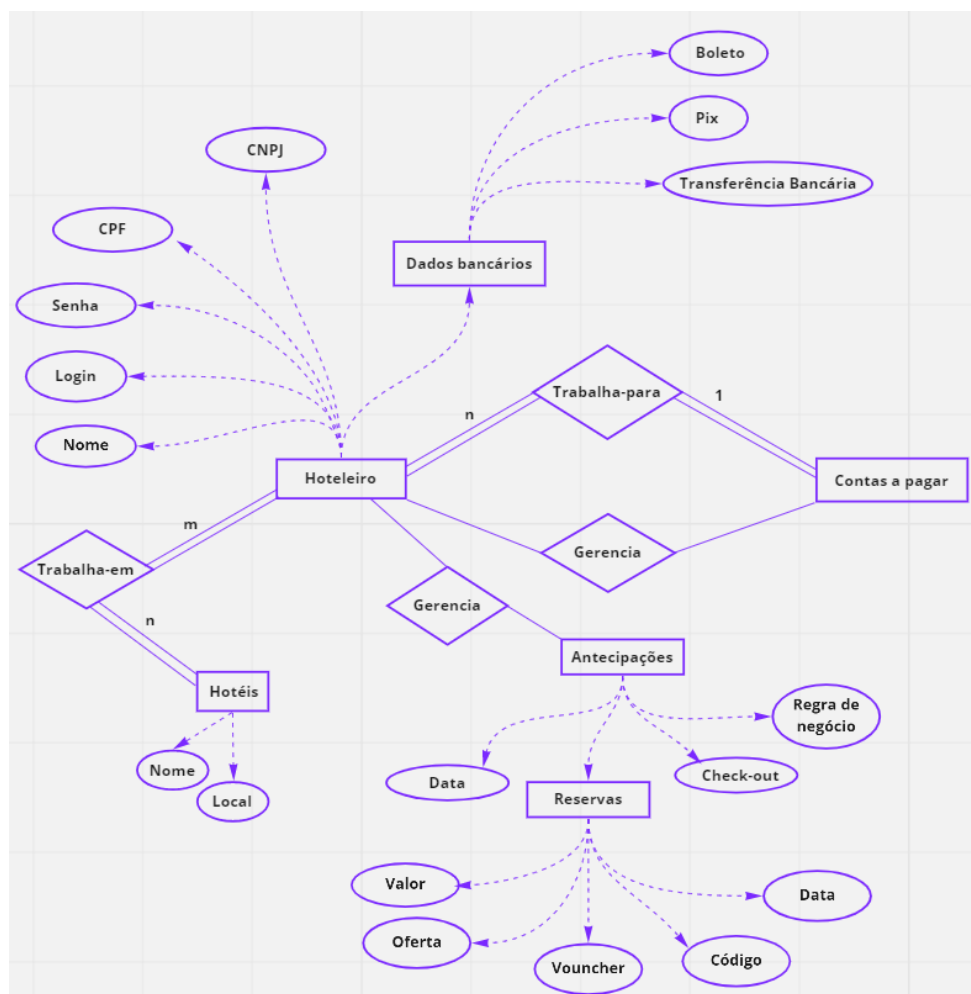 Boleto
Pix
CNPJ
Transferência Bancária
CPF
Dados bancários
Senha
Login
Trabalha-para
1
n
Nome
Hoteleiro
Contas a pagar
m
Gerencia
Trabalha-em
Gerencia
n
Antecipações
Hotéis
Regra de
negócio
Nome
Check-out
Data
Reservas
Local
Valor
Data
Oferta
Código
Vouncher